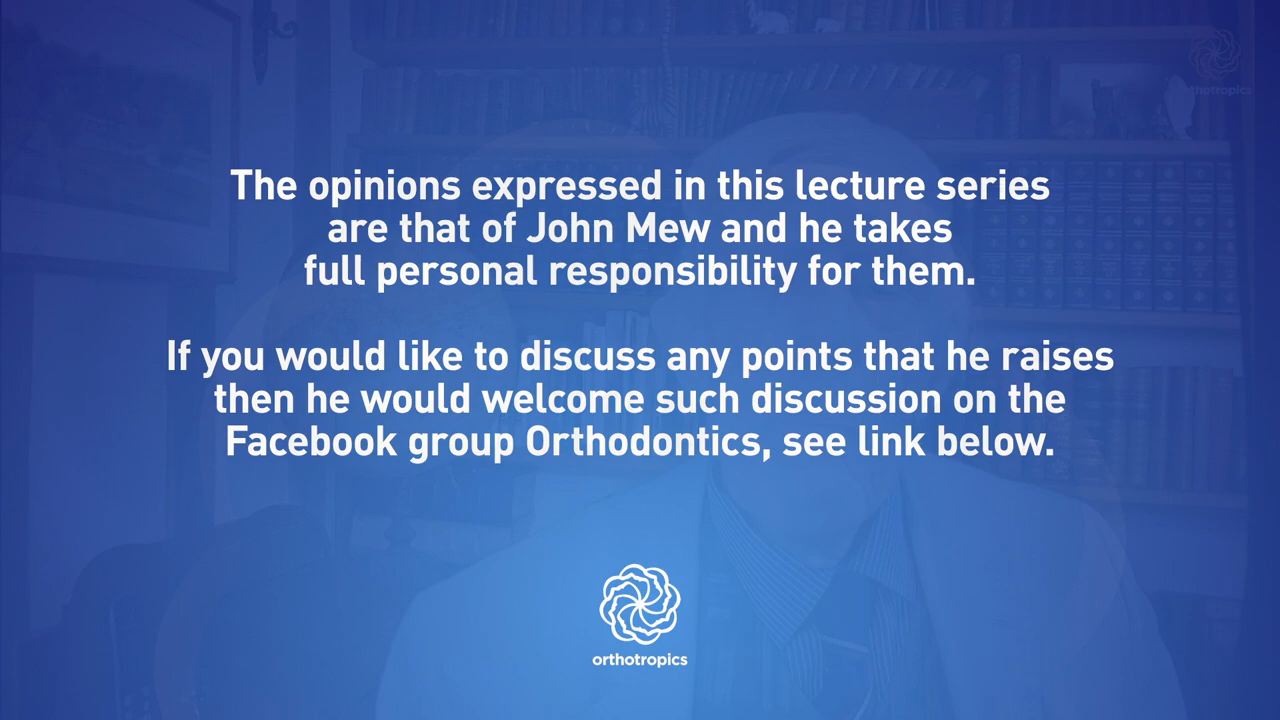 The opinions expressed in this lecture series
are that of John Mew and he takes
full personal responsibility for them.
If you would like to discuss any points that he raises
then he would welcome such discussion on the
Facebook group Orthodontics, see link below.
orthotropics